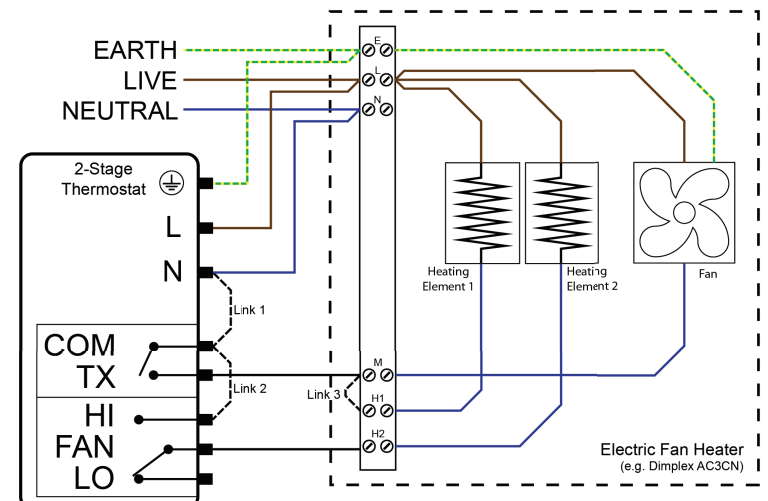 EARTH
LIVE
NEUTRAL
E
L
N
2-Stage
Thermostat
L
N
Link 1
COM
TX
Link 2
HI
FAN
LO
Link 3
M
H1
H2
Heating
Element 1
Heating
Element 2
Fan
Electric Fan Heater
(e.g. Dimplex AC3CN)